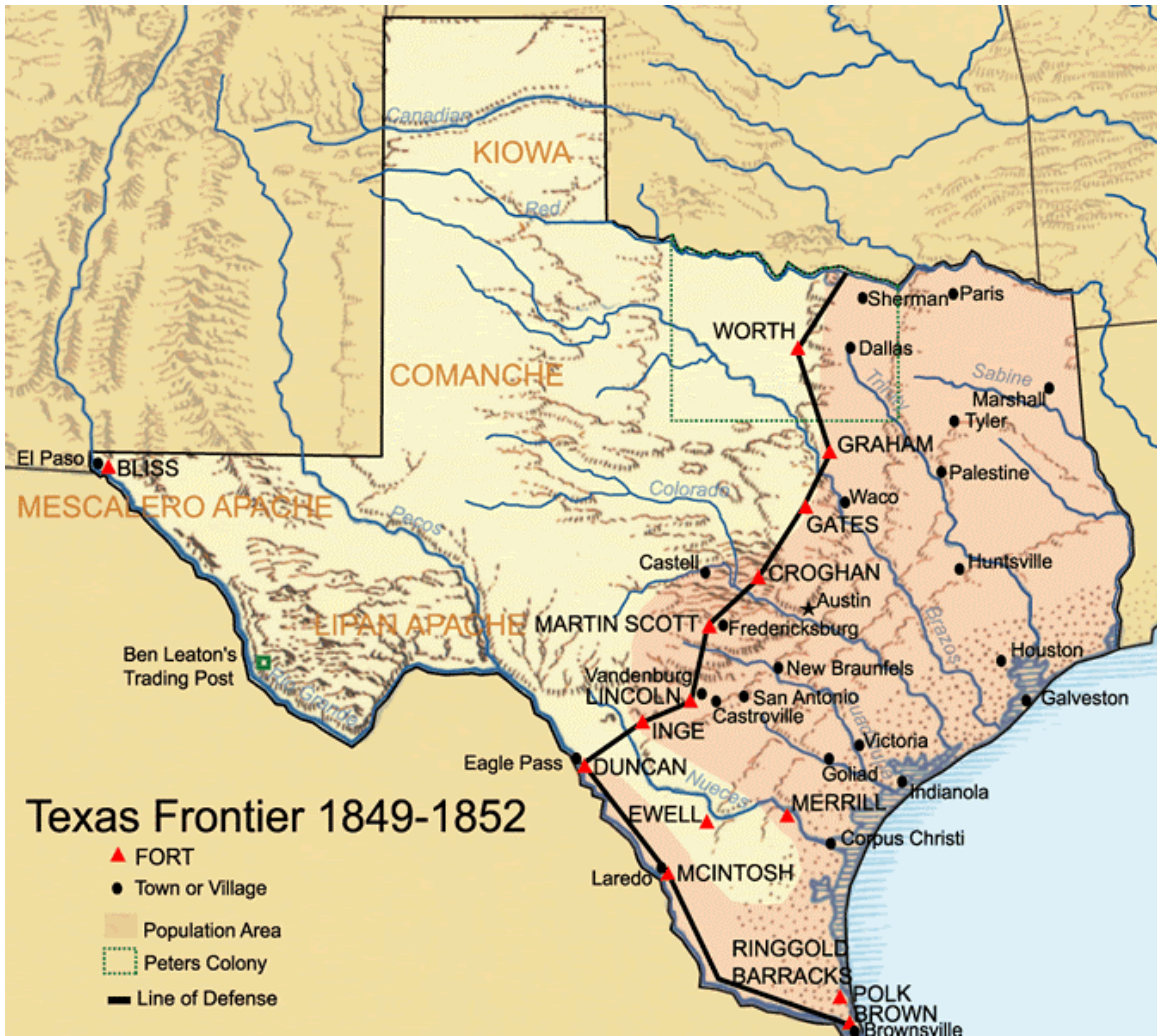 Canadian
KIOWA
Red
Sherman
Paris
WORTH
Dallas
Trinity
Sabine
Marshall
COMANCHE
Tyler
GRAHAM
El Paso
BLISS
Palestine
MESCALERO APACHE
Colorado
Waco
Pecos
GATES
Castell
CROGHAN
Huntsville
Austin
LIPAN APACHE
MARTIN SCOTT
Fredericksburg
Brazos
Ben Leaton's
Trading Post
Houston
New Braunfels
Vandenburg
LINCOLN
San Antonio
Galveston
Rio Grande
Castroville
Guadalupe
INGE
Victoria
Eagle Pass
DUNCAN
Goliad
Nueces
Indianola
MERRILL
EWELL
Corpus Christi
Laredo
MCINTOSH
RINGGOLD
BARRACKS
POLK
BROWN
Brownsville
Texas Frontier 1849-1852
FORT
Town or Village
Population Area
Peters Colony
Line of Defense